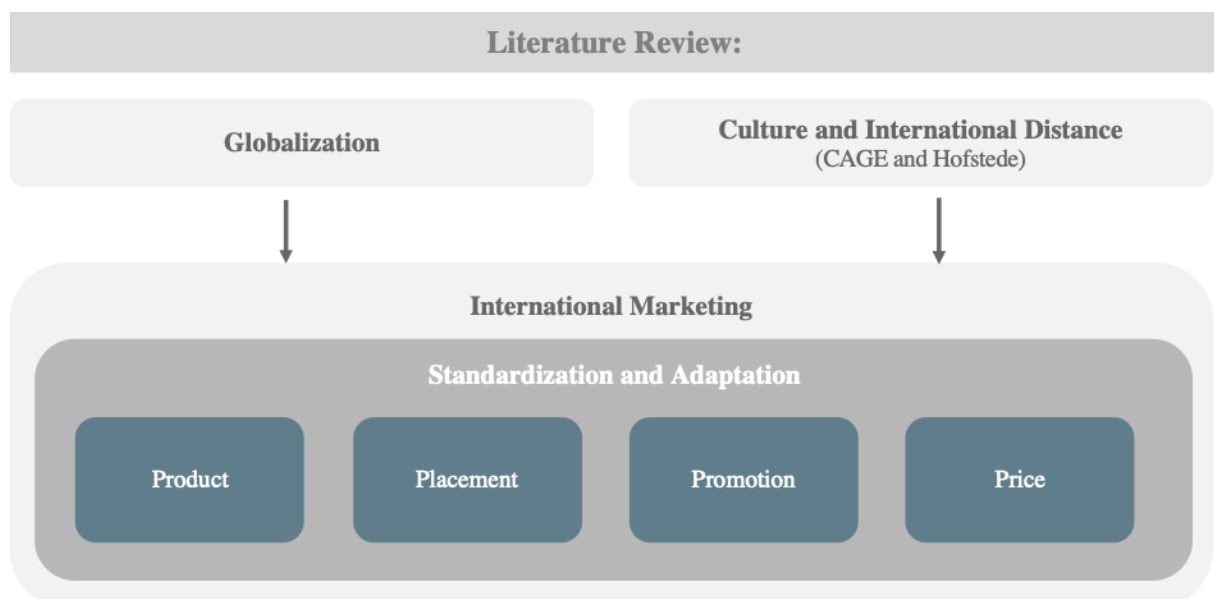 Literature Review:
Globalization
Culture and International Distance
(CAGE and Hofstede)
International Marketing
Standardization and Adaptation
Product
Placement
Promotion
Price